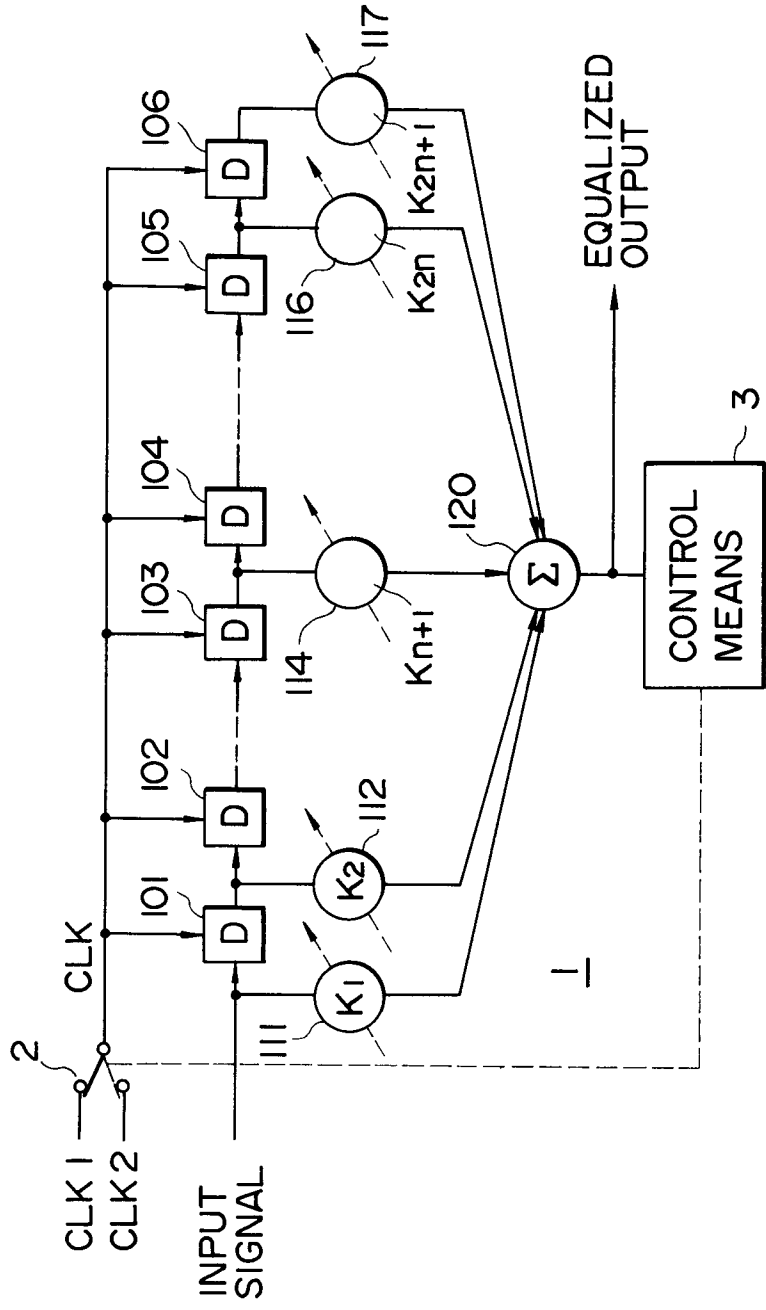 CLK 1
CLK 2
2
CLK
INPUT
SIGNAL
101
102
103
104
105
106
D
D
D
D
D
D
111
K1
K2
112
114
Kn+1
116
K2n
K2n+1
117
120
Σ
1
EQUALIZED
OUTPUT
CONTROL
MEANS
3